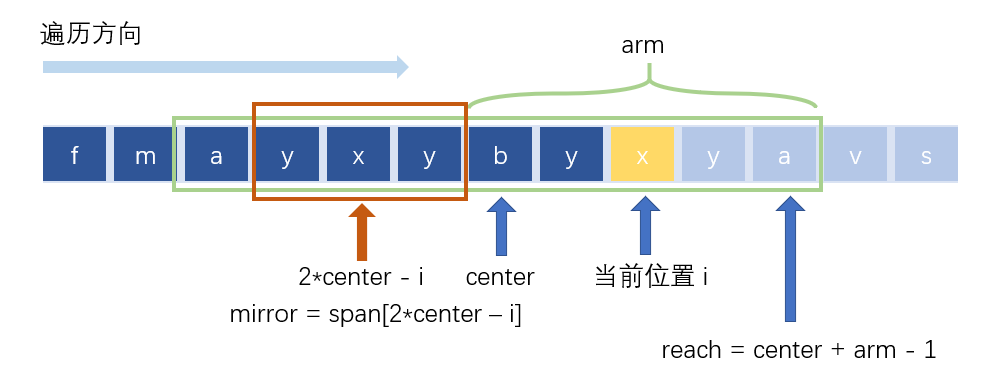 遍历方向
arm
f m a y x y b y x y a v s
2*center - i
center
当前位置 i
mirror = span[2*center – i]
reach = center + arm - 1